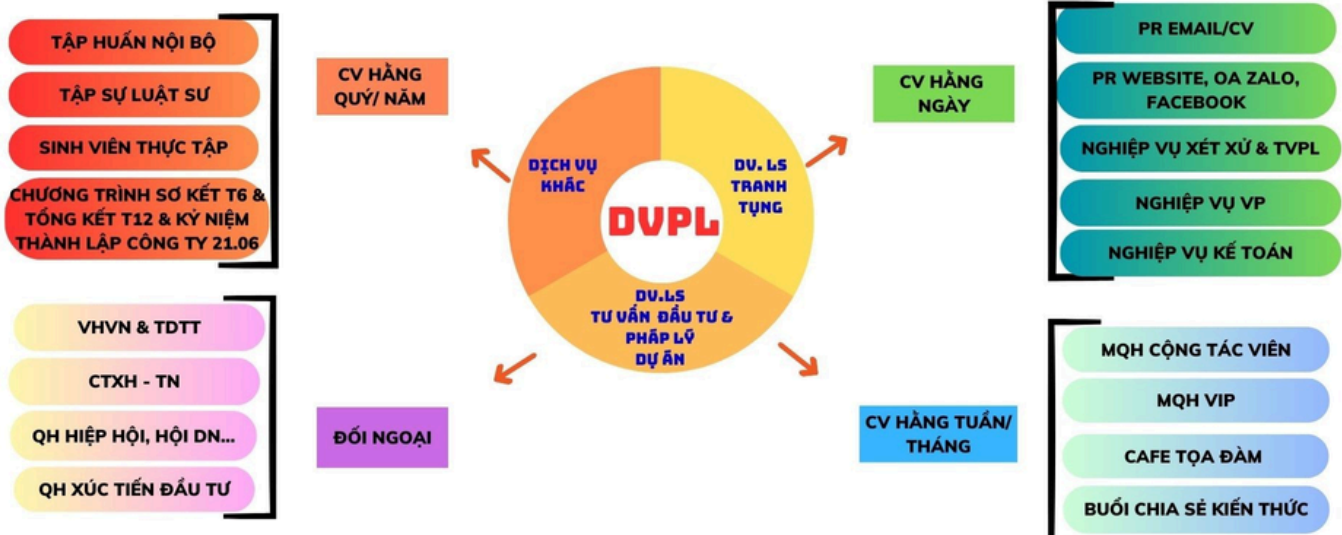 TẬP HUẤN NỘI BỘ
TẬP SỰ LUẬT SƯ
SINH VIÊN THỰC TẬP
CHƯƠNG TRÌNH SƠ KẾT T6 &
TỔNG KẾT T12 & KỶ NIỆM
THÀNH LẬP CÔNG TY 21.06
CV HẰNG
QUÝ/ NĂM
VHVN & TDTT
CTXH - TN
QH HIỆP HỘI, HỘI DN...
QH XÚC TIẾN ĐẦU TƯ
ĐỐI NGOẠI
DỊCH VỤ
KHÁC
DV. LS
TRANH
TỤNG
DVPL
DV.LS
TƯ VẤN ĐẦU TƯ &
PHÁP LÝ
DỰ ÁN
CV HẰNG
NGÀY
PR EMAIL/CV
PR WEBSITE, OA ZALO,
FACEBOOK
NGHIỆP VỤ XÉT XỬ & TVPL
NGHIỆP VỤ VP
NGHIỆP VỤ KẾ TOÁN
CV HẰNG TUẦN/
THÁNG
MQH CỘNG TÁC VIÊN
MQH VIP
CAFE TỌA ĐÀM
BUỔI CHIA SẺ KIẾN THỨC